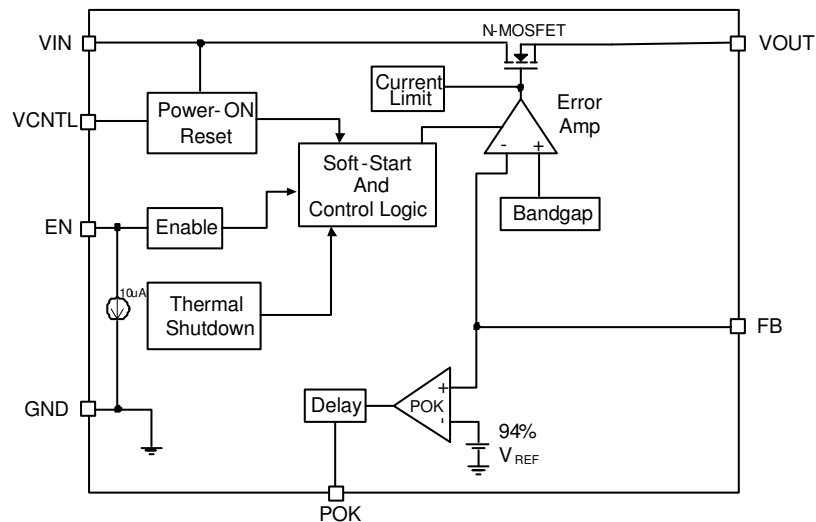 N-MOSFET
VIN
VOUT
Current
Limit
Error
Amp
VCNTL
Power-ON
Reset
- +
Soft-Start
And
Control Logic
Bandgap
EN
Enable
10uA
Thermal
Shutdown
FB
GND
Delay
POK
+
-
94%
VREF
POK